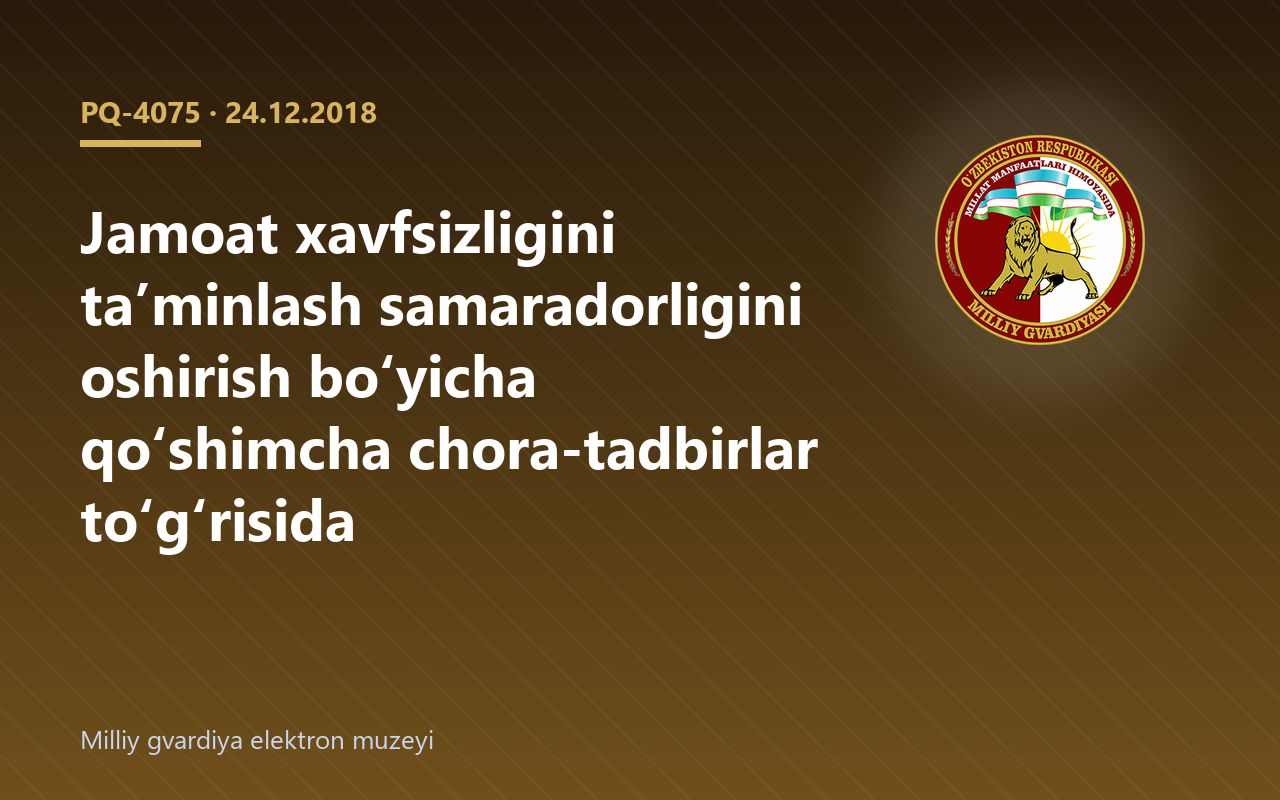 PQ-4075 · 24.12.2018
Jamoat xavfsizligini
ta’minlash samaradorligini
oshirish bo‘yicha
qo‘shimcha chora-tadbirlar
to‘g‘risida
O‘ZBEKISTON RESPUBLIKASI
MILLAT MANFAATLARI HIMOYASIDA
MILLIY GVARDIYASI
Milliy gvardiya elektron muzeyi